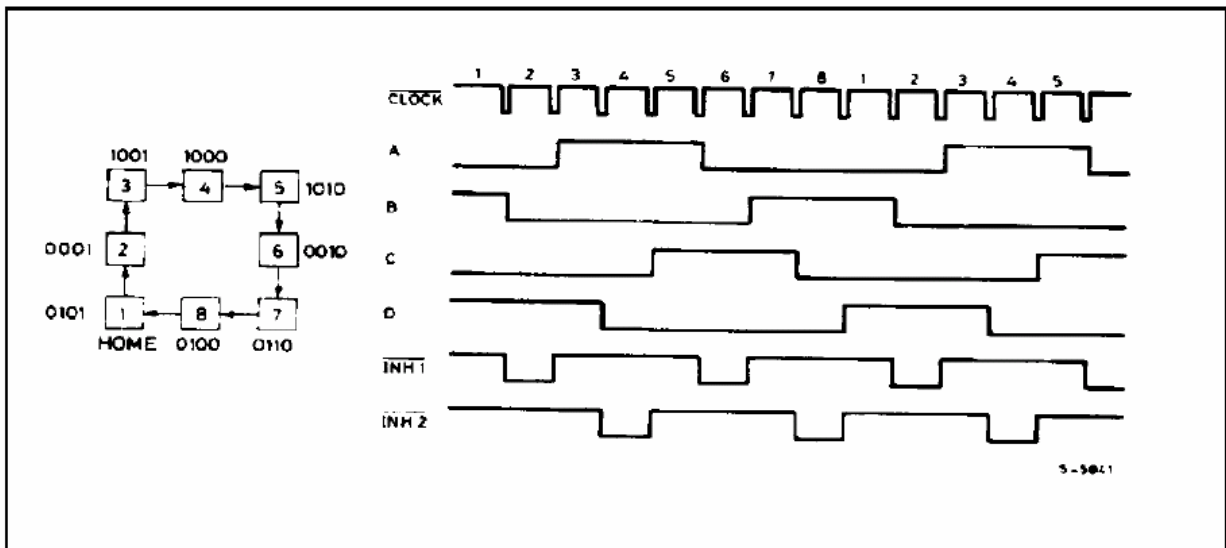 1 2 3 4 5 6 7 8 1 2 3 4 5
CLOCK
A
B
C
D
INH 1
INH 2
1001 1000
3 4 5 1010
0001 2 6 0010
0101 1 8 7
HOME 0100 0110
S-5841